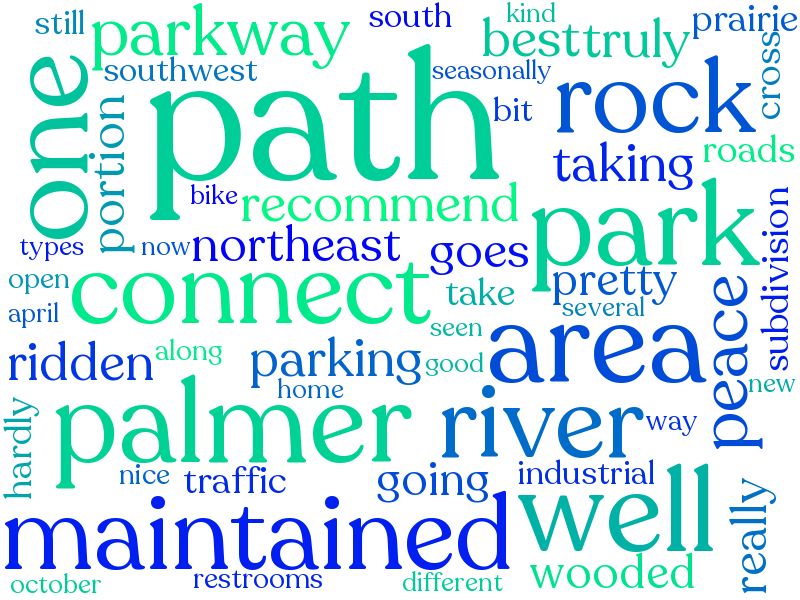 still
parkway
south
kind
best
truly
prairie
southwest
seasonally
cross
one
path
bit
rock
portion
taking
roads
bike
recommend
park
types
now
northeast
goes
subdivision
open
connect
take
pretty
april
several
seen
area
peace
ridden
along
parking
good
home
new
hardly
palmer
river
way
nice
traffic
going
industrial
maintained
well
really
wooded
october
restrooms
different